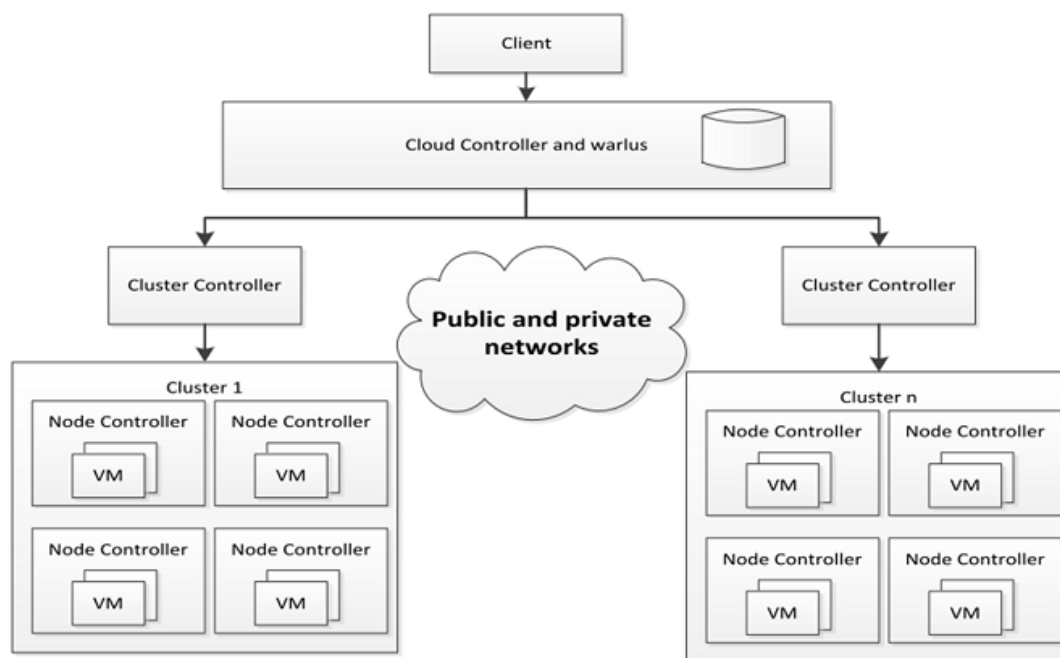 Client
Cloud Controller and warlus
Cluster Controller
Public and private
networks
Cluster Controller
Cluster 1
Node Controller
VM
Node Controller
VM
Node Controller
VM
Node Controller
VM
Cluster n
Node Controller
VM
Node Controller
VM
Node Controller
VM
Node Controller
VM